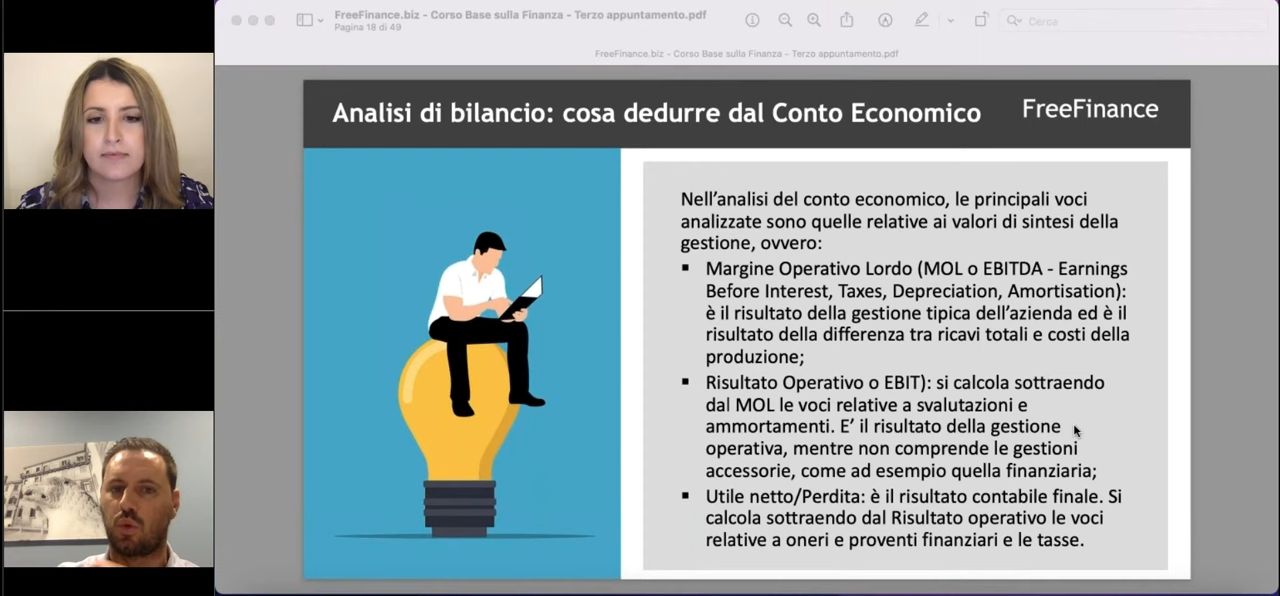 FreeFinance.biz - Corso Base sulla Finanza - Terzo appuntamento.pdf
Pagina 18 di 49
Cerca
FreeFinance.biz - Corso Base sulla Finanza - Terzo appuntamento.pdf
Analisi di bilancio: cosa dedurre dal Conto Economico
FreeFinance
Nell’analisi del conto economico, le principali voci
analizzate sono quelle relative ai valori di sintesi della
gestione, ovvero:
▪ Margine Operativo Lordo (MOL o EBITDA - Earnings
Before Interest, Taxes, Depreciation, Amortisation):
è il risultato della gestione tipica dell’azienda ed è il
risultato della differenza tra ricavi totali e costi della
produzione;
▪ Risultato Operativo o EBIT): si calcola sottraendo
dal MOL le voci relative a svalutazioni e
ammortamenti. E’ il risultato della gestione
operativa, mentre non comprende le gestioni
accessorie, come ad esempio quella finanziaria;
▪ Utile netto/Perdita: è il risultato contabile finale. Si
calcola sottraendo dal Risultato operativo le voci
relative a oneri e proventi finanziari e le tasse.